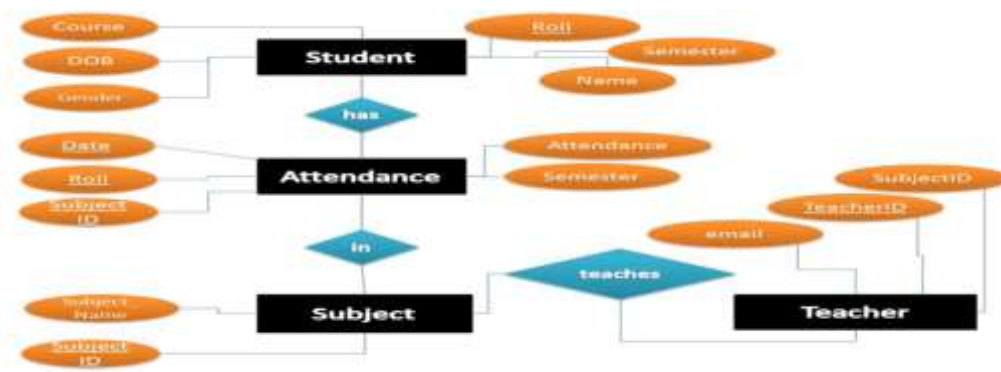 Course
Roll
Student
Semester
DOB
Name
Gender
has
Date
Attendance
Attendance
Roll
Semester
SubjectID
Subject
ID
TeacherID
email
in
teaches
Subject
Name
Subject
Teacher
Subject
ID